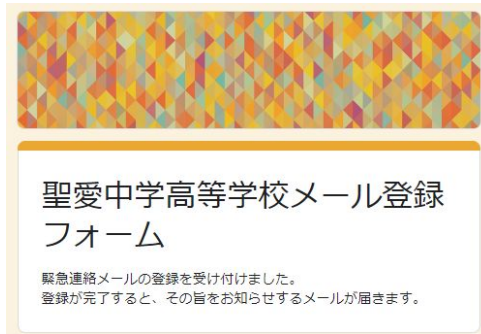 聖愛中学高等学校メール登録
フォーム
緊急連絡メールの登録を受け付けました。
登録が完了すると、その旨をお知らせするメールが届きます。